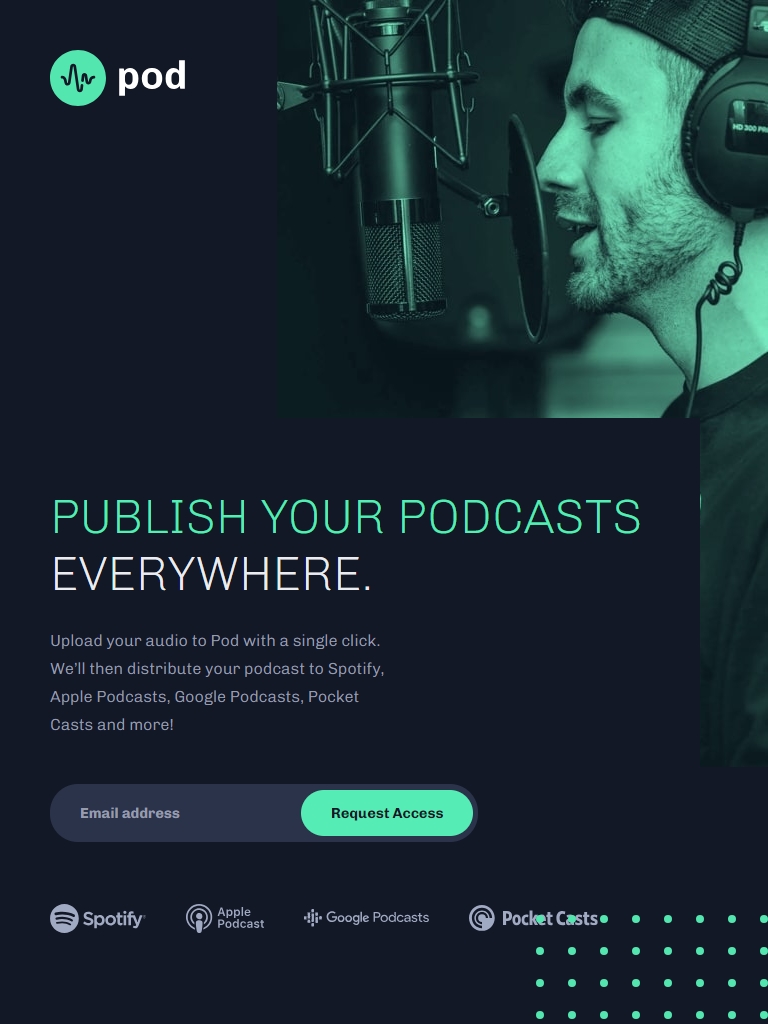 pod
HD 300 PR
PUBLISH YOUR PODCASTS
EVERYWHERE.
Upload your audio to Pod with a single click.
We'll then distribute your podcast to Spotify,
Apple Podcasts, Google Podcasts, Pocket
Casts and more!
Email address
Request Access
Spotify
Apple
Podcast
Google Podcasts
Pocket Casts